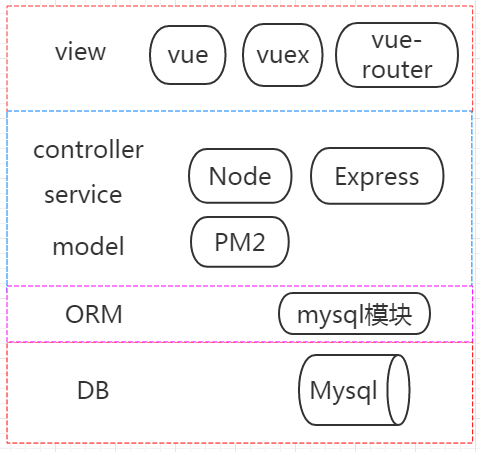 view
vue
vuex
vue-
router
controller
service
model
Node
Express
PM2
ORM
mysql模块
DB
Mysql